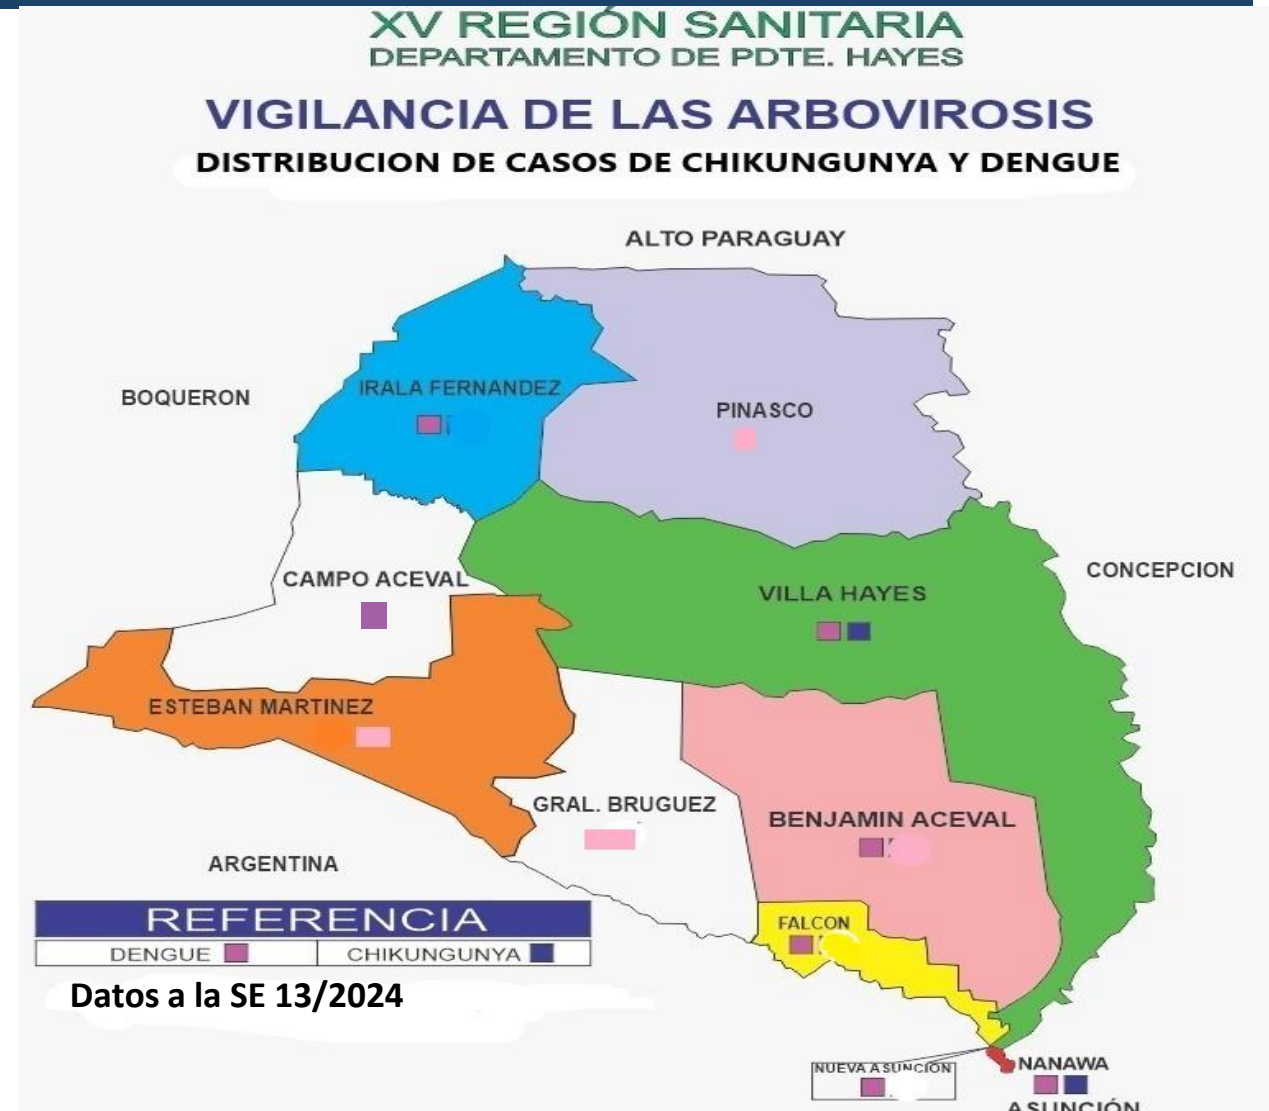 XV REGIÓN SANITARIA
DEPARTAMENTO DE PDTE. HAYES
VIGILANCIA DE LAS ARBOVIROSIS
DISTRIBUCION DE CASOS DE CHIKUNGUNYA Y DENGUE
ALTO PARAGUAY
BOQUERON
IRALA FERNANDEZ
PINASCO
CAMPO ACEVAL
VILLA HAYES
CONCEPCION
ESTEBAN MARTINEZ
GRAL. BRUGUEZ
BENJAMIN ACEVAL
ARGENTINA
FALCON
REFERENCIA
DENGUE
CHIKUNGUNYA
Datos a la SE 13/2024
NUEVA ASUNCIÓN
NANAWA
ASUNCIÓN